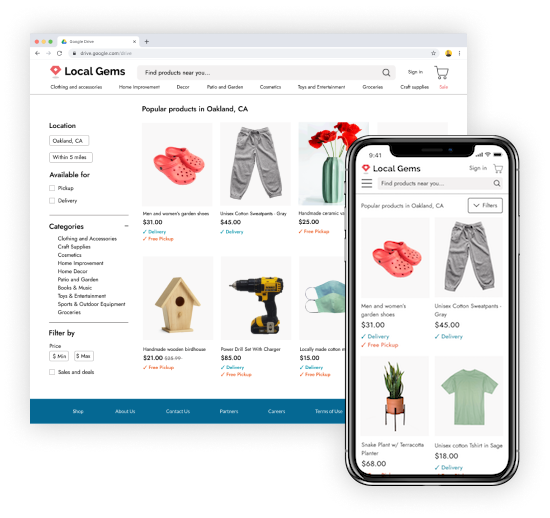 Google Drive
drive.google.com/drive
Local Gems
Find products near you...
Sign in
Clothing and accessories
Home Improvement
Decor
Patio and Garden
Cosmetics
Toys and Entertainment
Groceries
Craft supplies
Sale
Popular products in Oakland, CA
Location
Oakland, CA
Within 5 miles
Available for
Pickup
Delivery
Categories
Clothing and Accessories
Craft Supplies
Cosmetics
Home Improvement
Home Decor
Patio and Garden
Books & Music
Toys & Entertainment
Sports & Outdoor Equipment
Groceries
Filter by
Price
$ Min
$ Max
Sales and deals
Men and women's garden shoes
$31.00
✓ Delivery
✓ Free Pickup
Unisex Cotton Sweatpants - Gray
$45.00
✓ Delivery
Handmade ceramic va
$25.00
✓ Free Pickup
Handmade wooden birdhouse
$21.00 $25.99
✓ Free Pickup
Power Drill Set With Charger
$85.00
✓ Delivery
✓ Free Pickup
Locally made cotton m
$15.00
✓ Delivery
✓ Free Pickup
Shop
About Us
Contact Us
Partners
Careers
Terms of Use
9:41
Local Gems
Sign in
Find products near you...
Popular products in Oakland, CA
Filters
Men and women's
garden shoes
$31.00
✓ Delivery
✓ Free Pickup
Unisex Cotton Sweatpants -
Gray
$45.00
✓ Delivery
Snake Plant w/ Terracotta
Planter
$68.00
Unisex cotton Tshirt in Sage
$18.00
✓ Delivery